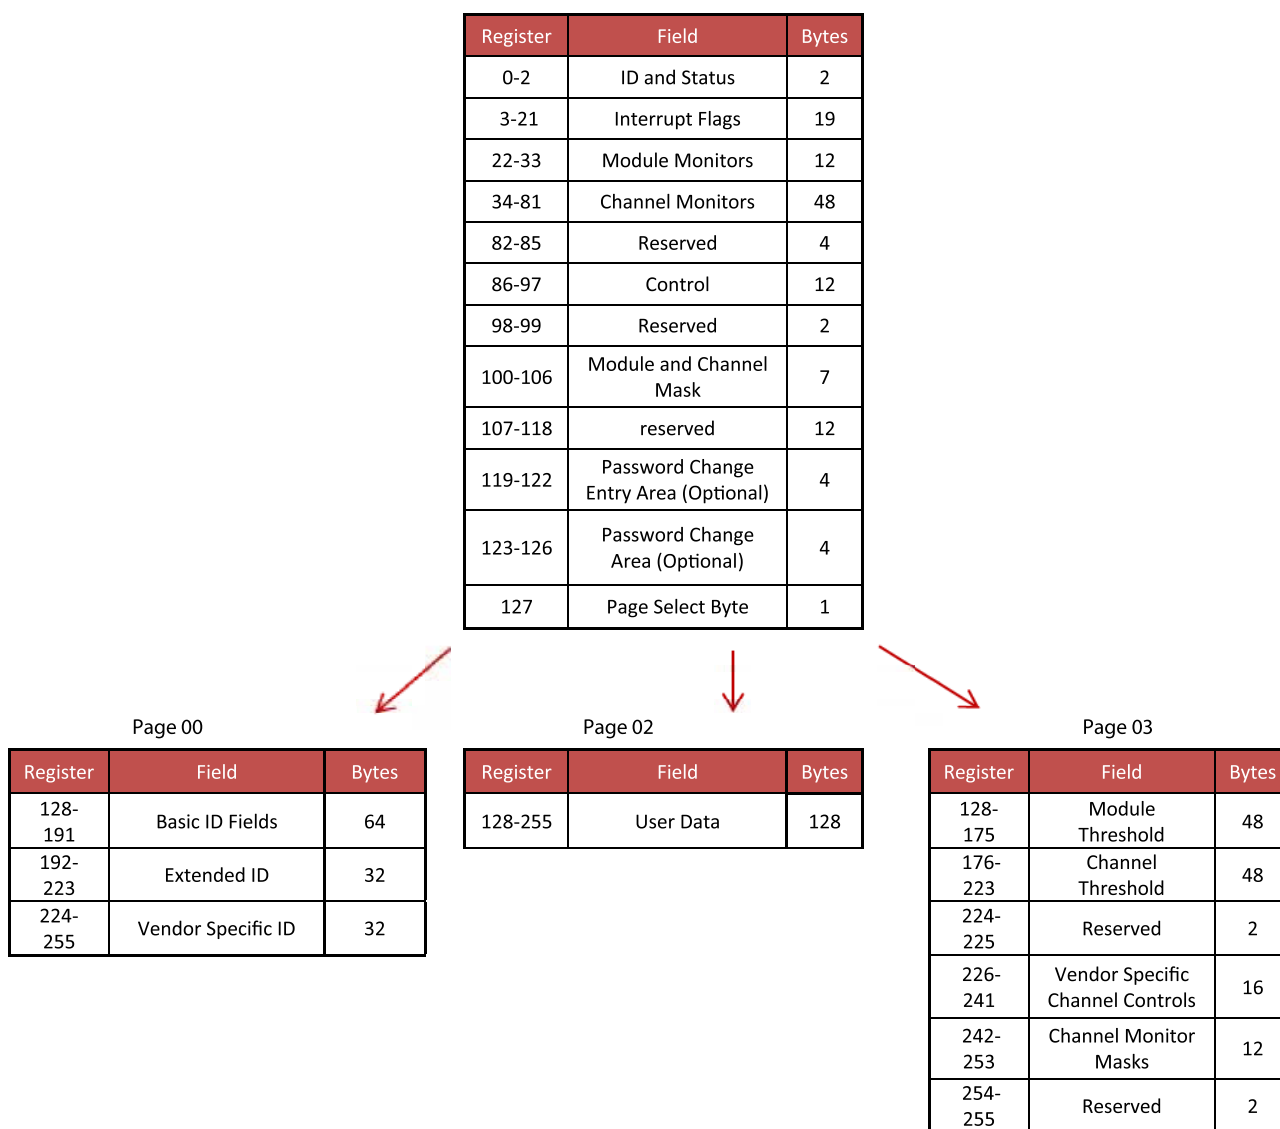 Register Field Bytes
0-2 ID and Status 2
3-21 Interrupt Flags 19
22-33 Module Monitors 12
34-81 Channel Monitors 48
82-85 Reserved 4
86-97 Control 12
98-99 Reserved 2
100-106 Module and Channel 7
Mask
107-118 reserved 12
119-122 Password Change 4
Entry Area (Optional)
123-126 Password Change 4
Area (Optional)
127 Page Select Byte 1
Page 00
Register Field Bytes
128- Basic ID Fields 64
191
192- Extended ID 32
223
224- Vendor Specific ID 32
255
Page 02
Register Field Bytes
128-255 User Data 128
Page 03
Register Field Bytes
128- Module 48
175 Threshold
176- Channel 48
223 Threshold
224- Reserved 2
225
226- Vendor Specific 16
241 Channel Controls
242- Channel Monitor 12
253 Masks
254- Reserved 2
255